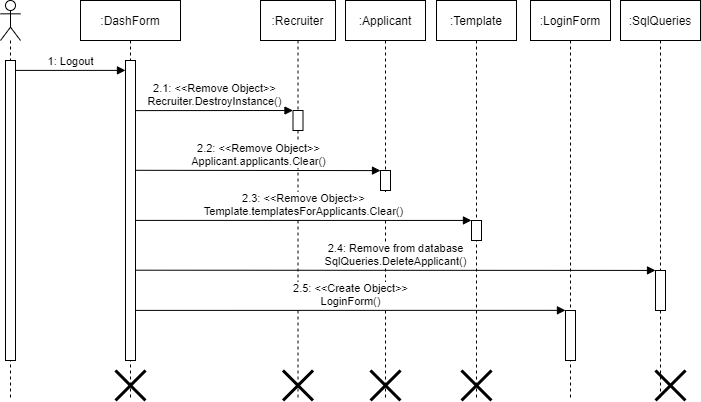 :DashForm
:Recruiter
:Applicant
:Template
:LoginForm
:SqlQueries
1: Logout
2.1: <<Remove Object>>
Recruiter.DestroyInstance()
2.2: <<Remove Object>>
Applicant.applicants.Clear()
2.3: <<Remove Object>>
Template.templatesForApplicants.Clear()
2.4: Remove from database
SqlQueries.DeleteApplicant()
2.5: <<Create Object>>
LoginForm()